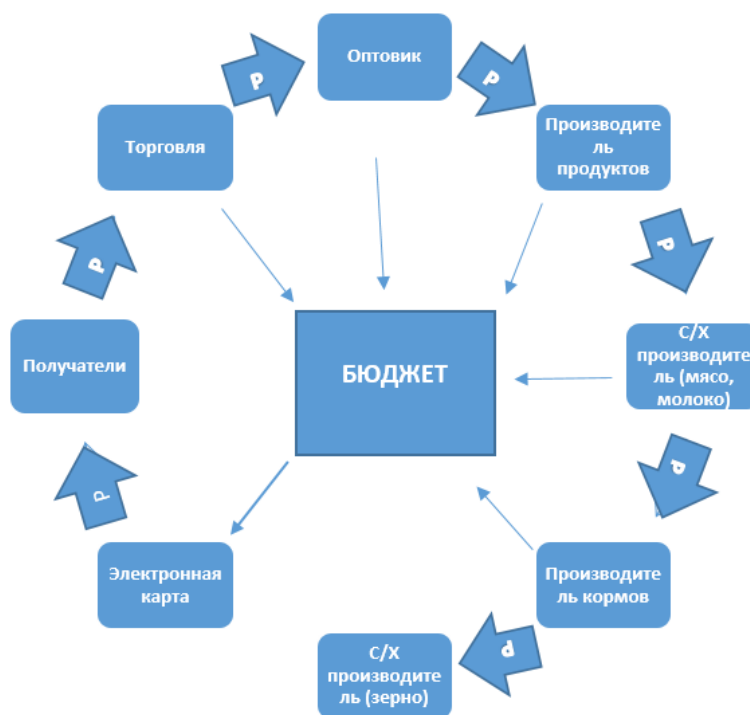 Оптовик
P
P
Торговля
Производите
ль
продуктов
P
P
Получатели
БЮДЖЕТ
С/Х
производите
ль (мясо,
молоко)
P
P
Электронная
карта
Производите
ль кормов
P
С/Х
производите
ль (зерно)